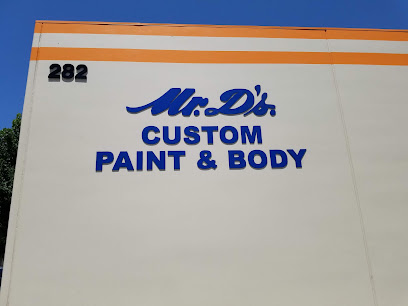 282
Mr. D's.
CUSTOM
PAINT & BODY